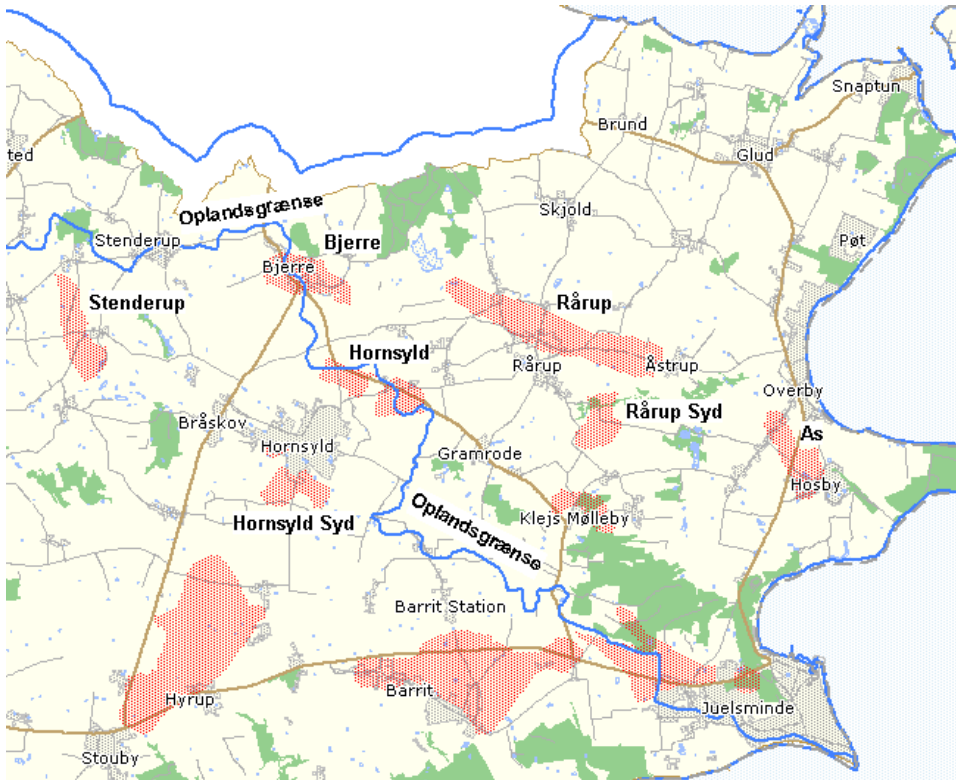 Snaptun
Brund
Glud
ted
Skjold
Oplandsgrænse
Stenderup
Bjerre
Pøt
Bjerre
Stenderup
Rårup
Hornsyld
Rårup
Åstrup
Overby
Rårup Syd
Bråskov
As
Hornsyld
Gramrode
Hosby
Hornsyld Syd
Klejs Mølleby
Oplandsgrænse
Barrit Station
Barrit
Hyrup
Juelsminde
Stouby